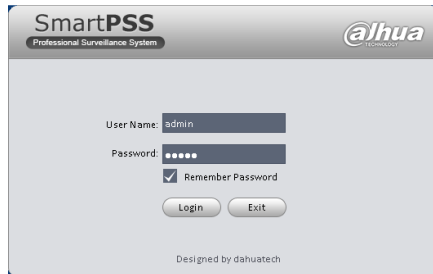 SmartPSS
Professional Surveillance System
alhua
TECHNOLOGY
User Name: admin
Password: •••••
Remember Password
Login Exit
Designed by dahuatech